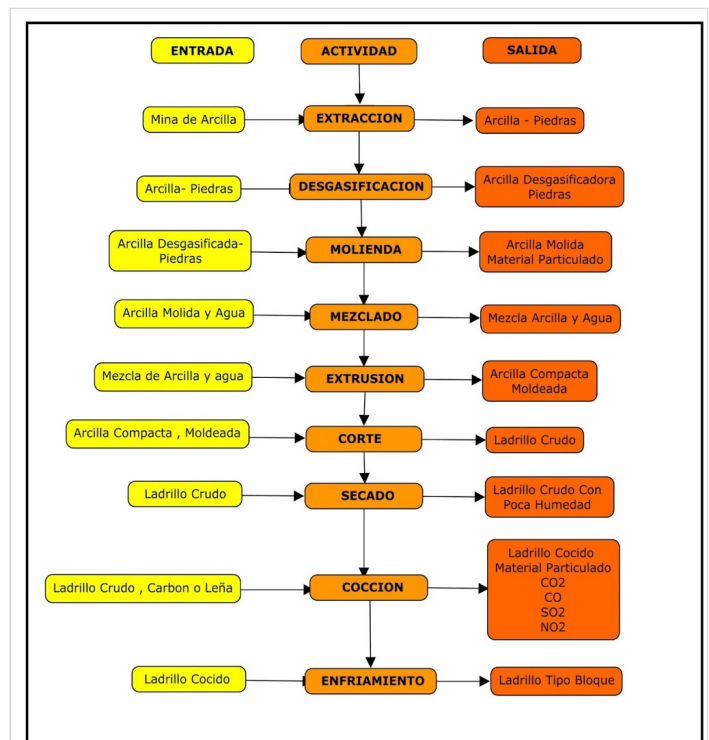 ENTRADA
ACTIVIDAD
SALIDA
Mina de Arcilla
EXTRACCION
Arcilla - Piedras
Arcilla- Piedras
DESGASIFICACION
Arcilla Desgasificadora
Piedras
Arcilla Desgasificada-
Piedras
MOLIENDA
Arcilla Molida
Material Particulado
Arcilla Molida y Agua
MEZCLADO
Mezcla Arcilla y Agua
Mezcla de Arcilla y agua
EXTRUSION
Arcilla Compacta
Moldeada
Arcilla Compacta , Moldeada
CORTE
Ladrillo Crudo
Ladrillo Crudo
SECADO
Ladrillo Crudo Con
Poca Humedad
Ladrillo Crudo , Carbon o Leña
COCCION
Ladrillo Cocido
Material Particulado
CO2
CO
SO2
NO2
Ladrillo Cocido
ENFRIAMIENTO
Ladrillo Tipo Bloque